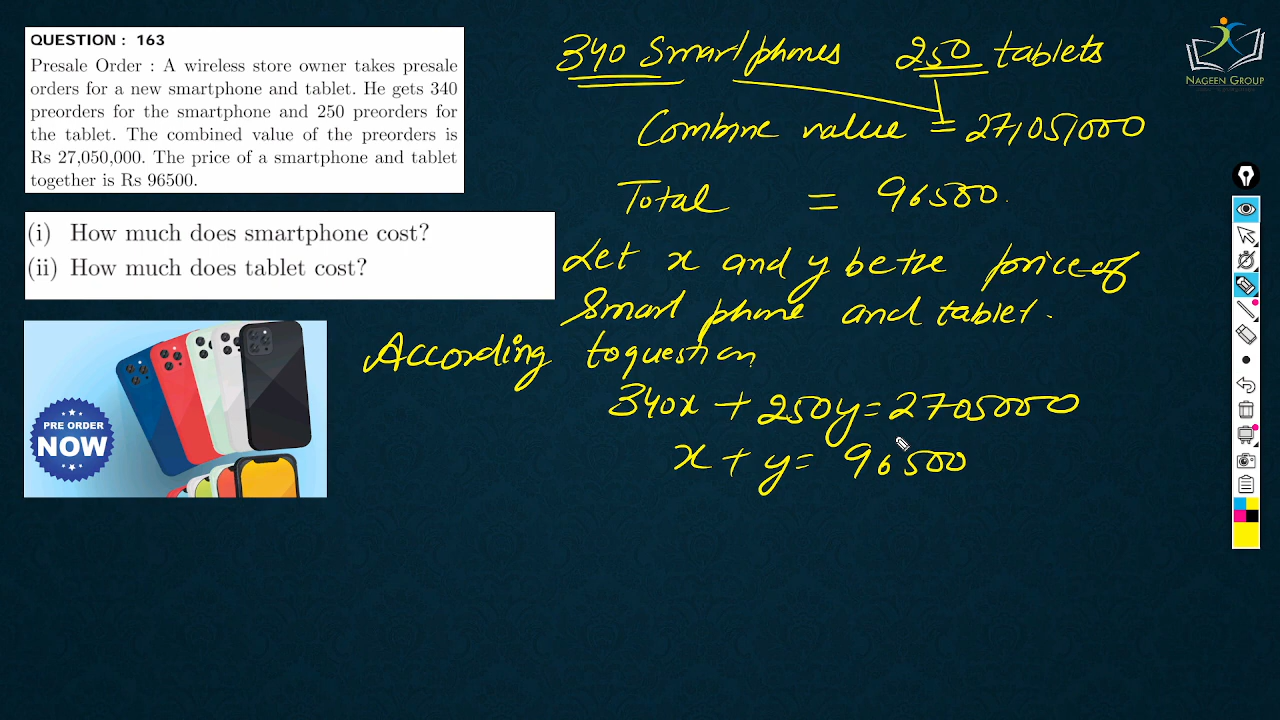 QUESTION : 163
Presale Order : A wireless store owner takes presale
orders for a new smartphone and tablet. He gets 340
preorders for the smartphone and 250 preorders for
the tablet. The combined value of the preorders is
Rs 27,050,000. The price of a smartphone and tablet
together is Rs 96500.
(i) How much does smartphone cost?
(ii) How much does tablet cost?
PRE ORDER
NOW
340 Smartphones 250 tablets
Combine value = 27,051000
Total = 96500.
Let x and y be the price of
Smart phone and tablet.
According to question
340x + 250y = 2705000
x + y = 96500
NAGEEN GROUP